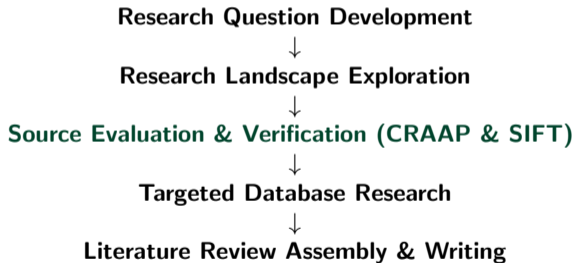 Research Question Development
↓
Research Landscape Exploration
↓
Source Evaluation & Verification (CRAAP & SIFT)
↓
Targeted Database Research
↓
Literature Review Assembly & Writing